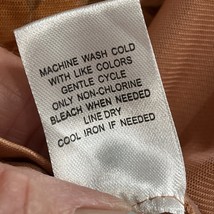 MACHINE WASH COLD
WITH LIKE COLORS
GENTLE CYCLE
ONLY NON-CHLORINE
BLEACH WHEN NEEDED
LINE DRY
COOL IRON IF NEEDED